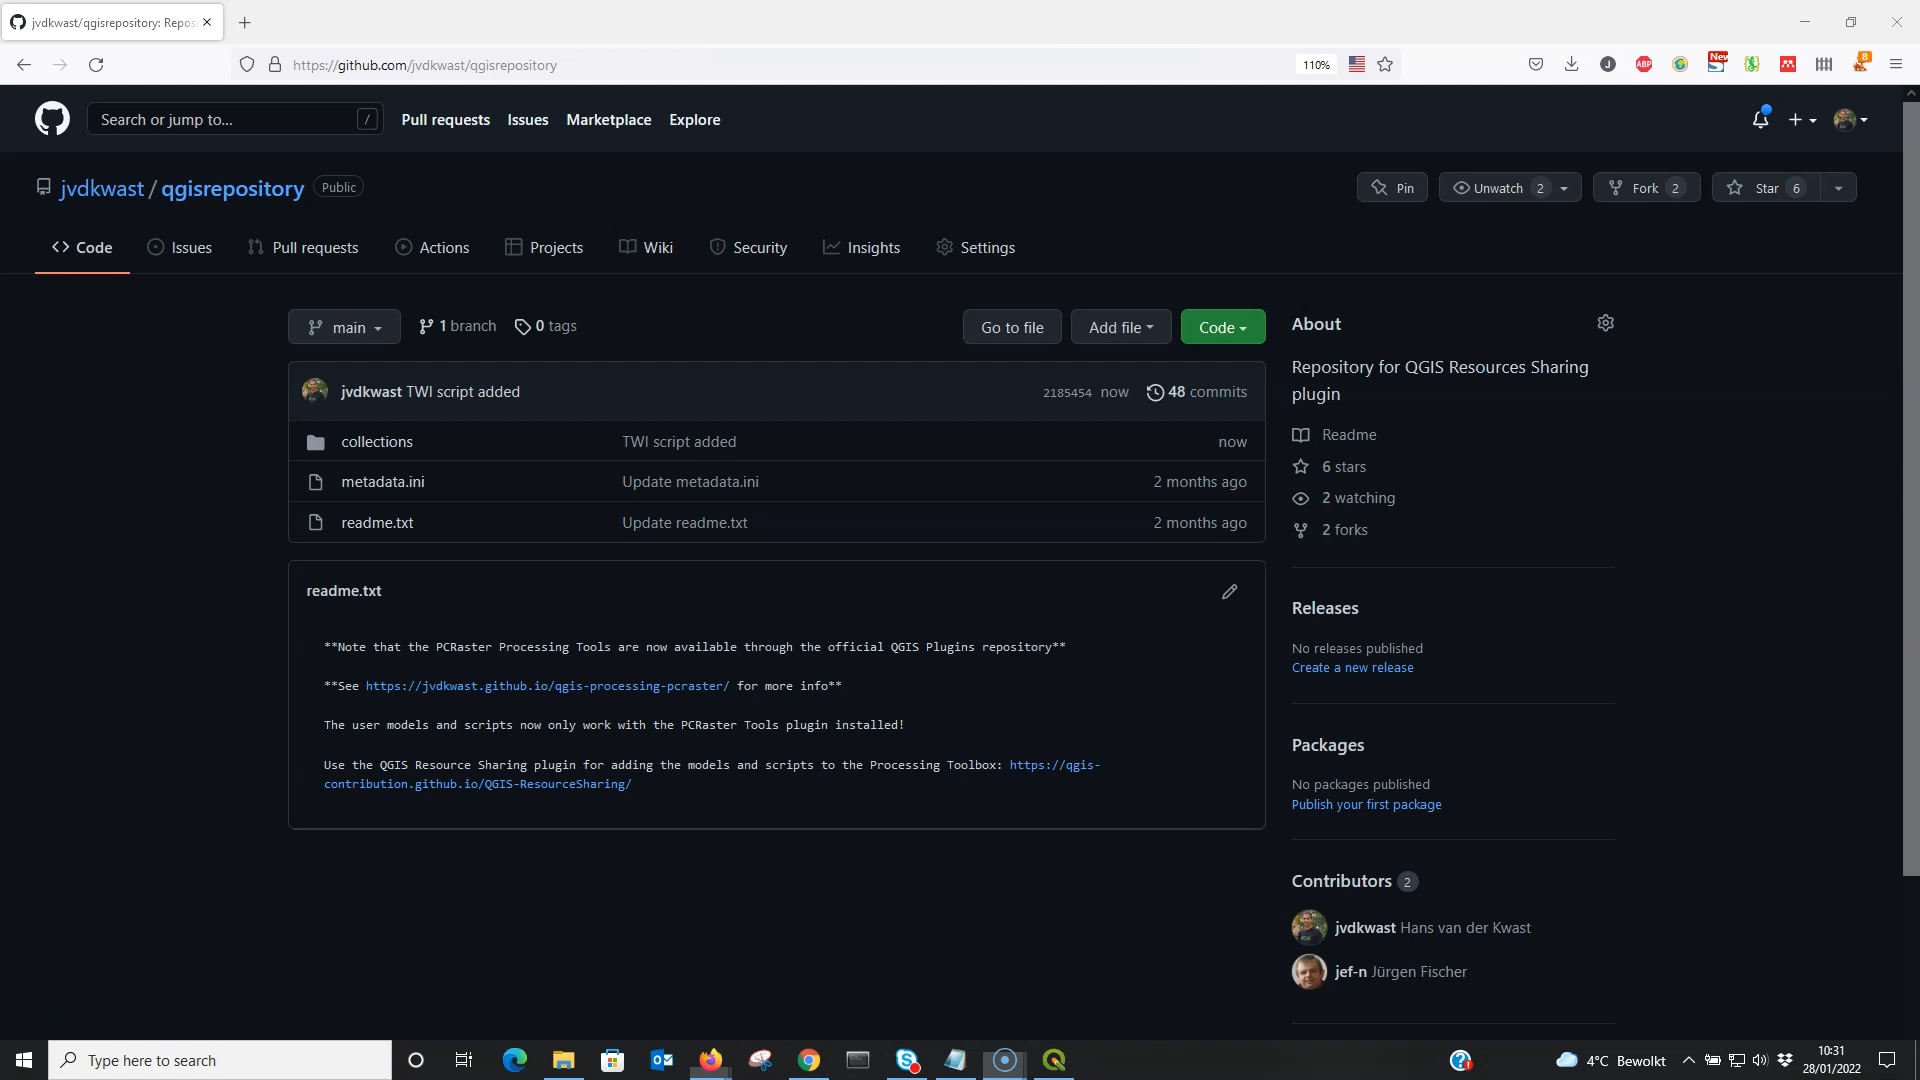 jvdkwast/qgisrepository: Repos
https://github.com/jvdkwast/qgisrepository
110%
J
ABP
New
8
Search or jump to...
/
Pull requests
Issues
Marketplace
Explore
jvdkwast / qgisrepository
Public
Pin
Unwatch 2
Fork 2
Star 6
Code
Issues
Pull requests
Actions
Projects
Wiki
Security
Insights
Settings
main
1 branch
0 tags
Go to file
Add file
Code
jvdkwast TWI script added
2185454 now
48 commits
collections
TWI script added
now
metadata.ini
Update metadata.ini
2 months ago
readme.txt
Update readme.txt
2 months ago
readme.txt
**Note that the PCRaster Processing Tools are now available through the official QGIS Plugins repository**
**See https://jvdkwast.github.io/qgis-processing-pcraster/ for more info**
The user models and scripts now only work with the PCRaster Tools plugin installed!
Use the QGIS Resource Sharing plugin for adding the models and scripts to the Processing Toolbox: https://qgis-
contribution.github.io/QGIS-ResourceSharing/
About
Repository for QGIS Resources Sharing
plugin
Readme
6 stars
2 watching
2 forks
Releases
No releases published
Create a new release
Packages
No packages published
Publish your first package
Contributors 2
jvdkwast Hans van der Kwast
jef-n Jürgen Fischer
Type here to search
4°C Bewolkt
10:31
28/01/2022